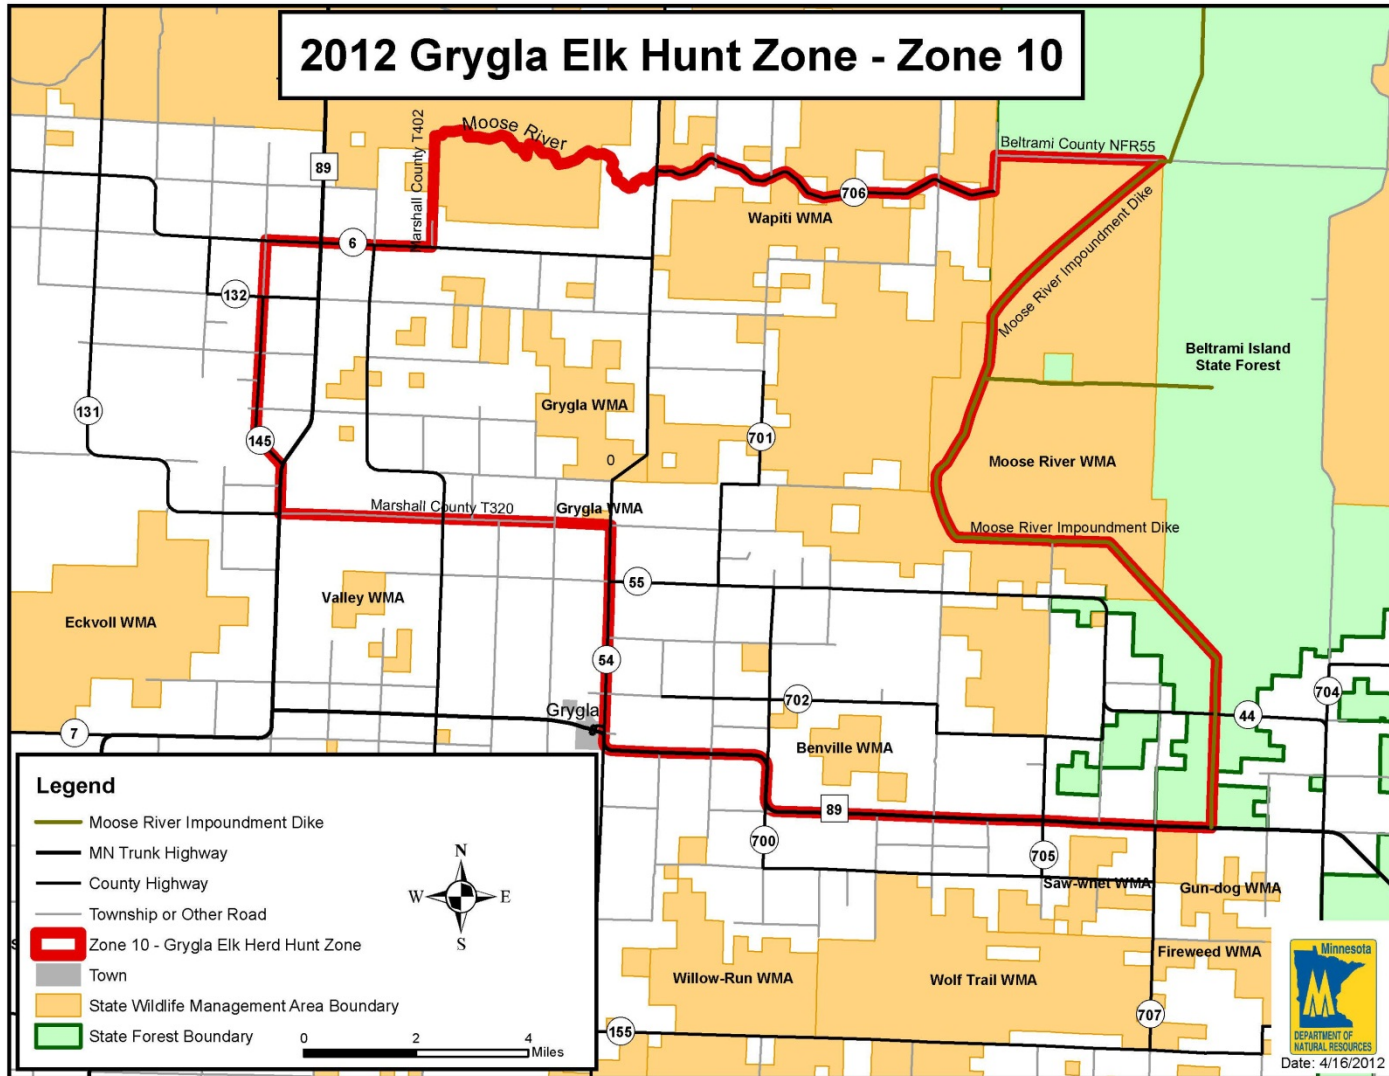 2012 Grygla Elk Hunt Zone - Zone 10
Moose River
Marshall County T402
Beltrami County NFR55
89
706
Wapiti WMA
6
Moose River Impoundment Dike
132
Beltrami Island
State Forest
131
Grygla WMA
145
701
0
Moose River WMA
Marshall County T320
Grygla WMA
Moose River Impoundment Dike
55
Valley WMA
Eckvoll WMA
54
702
704
Grygla
44
7
Benville WMA
89
700
705
Saw-whet WMA
Gun-dog WMA
Fireweed WMA
Willow-Run WMA
Wolf Trail WMA
707
155
Legend
Moose River Impoundment Dike
MN Trunk Highway
County Highway
Township or Other Road
Zone 10 - Grygla Elk Herd Hunt Zone
Town
State Wildlife Management Area Boundary
State Forest Boundary
N
W E
S
0 2 4
Miles
Minnesota
DEPARTMENT OF
NATURAL RESOURCES
Date: 4/16/2012